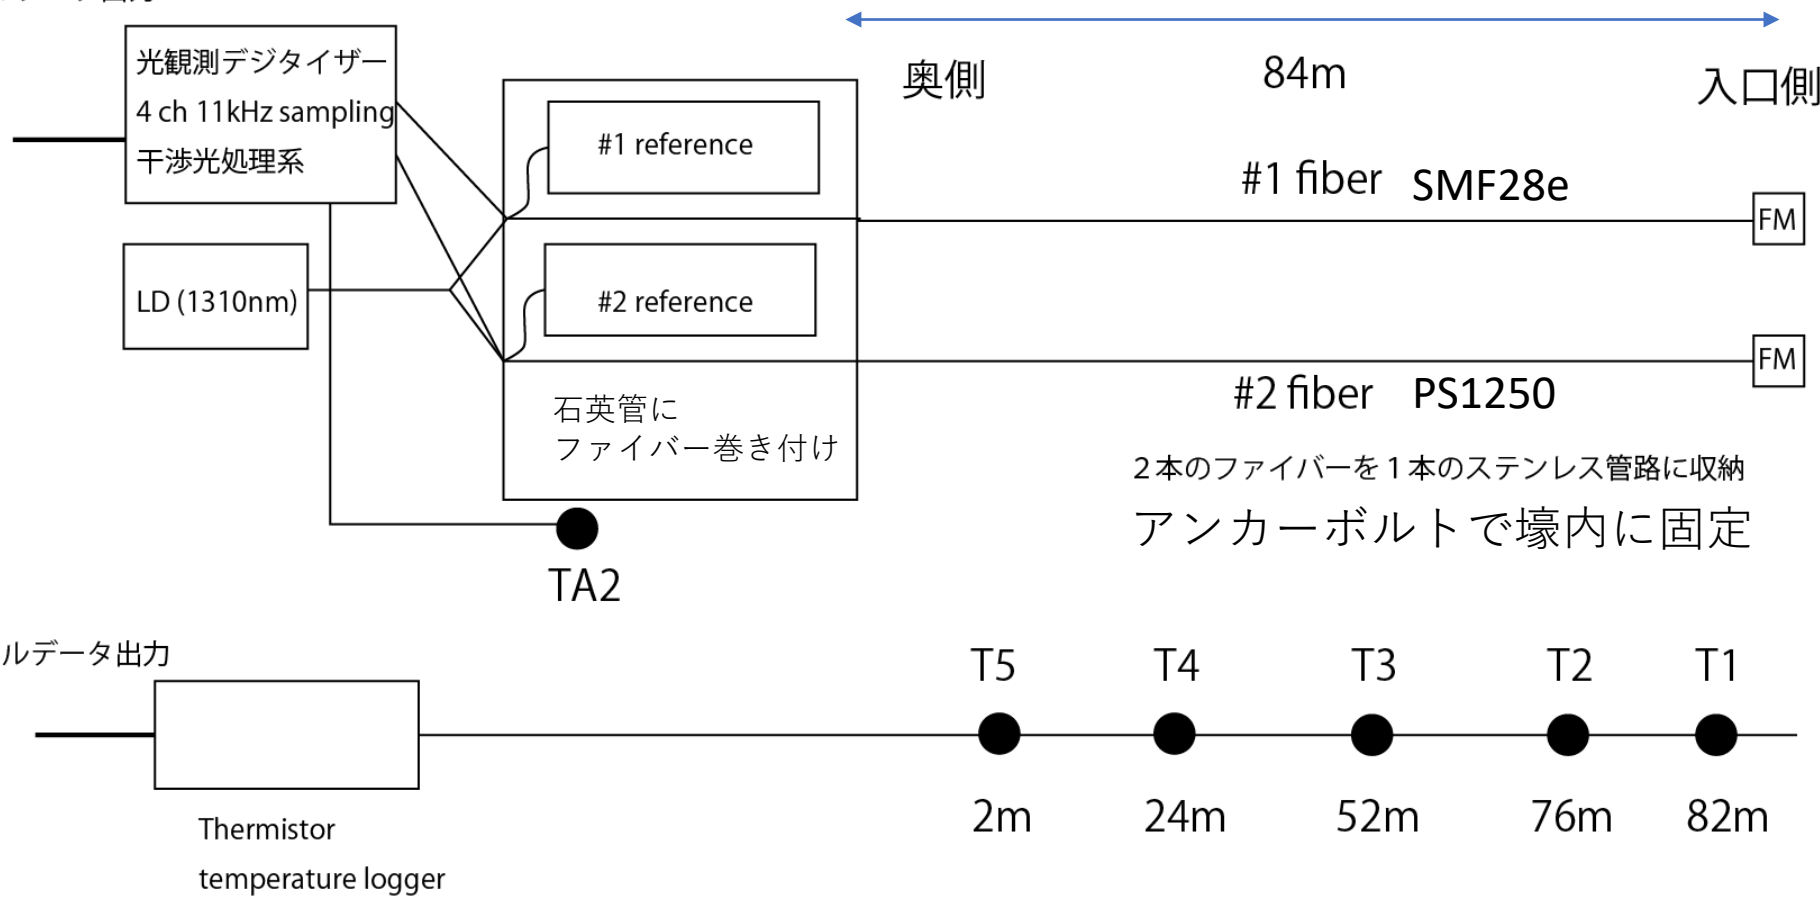 光観測デジタイザー
4 ch 11kHz sampling
干渉光処理系
LD (1310nm)
#1 reference
#2 reference
石英管に
ファイバー巻き付け
TA2
奥側
84m
入口側
#1 fiber SMF28e
FM
FM
#2 fiber PS1250
2本のファイバーを1本のステンレス管路に収納
アンカーボルトで壕内に固定
ルデータ出力
Thermistor
temperature logger
T5 T4 T3 T2 T1
2m 24m 52m 76m 82m